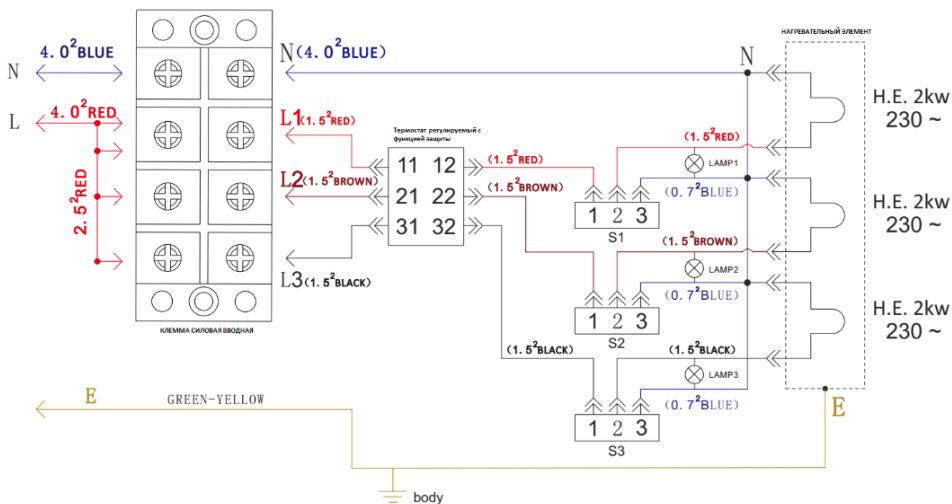 НАГРЕВАТЕЛЬНЫЙ ЭЛЕМЕНТ
4.0²BLUE
N
N(4.0²BLUE)
N
H.E. 2kw
230 ~
L
4.0²RED
2.5²RED
L1(1.5²RED)
Термостат регулируемый с
функцией защиты
11 12
21 22
31 32
(1.5²RED)
(1.5²RED)
LAMP1
L2(1.5²BROWN)
(1.5²BROWN)
1 2 3
S1
(0.7²BLUE)
H.E. 2kw
230 ~
(1.5²BROWN)
LAMP2
L3(1.5²BLACK)
1 2 3
S2
(0.7²BLUE)
H.E. 2kw
230 ~
КЛЕММА СИЛОВАЯ ВВОДНАЯ
(1.5²BLACK)
(1.5²BLACK)
LAMP3
1 2 3
S3
(0.7²BLUE)
E
GREEN-YELLOW
E
body